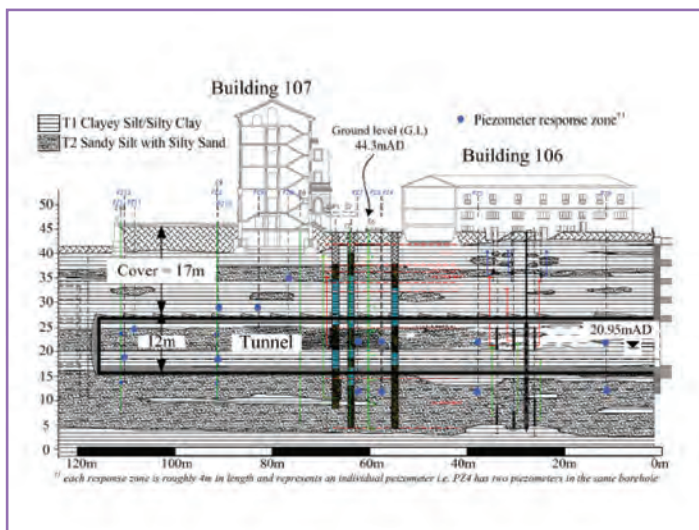 Building 107
T1 Clayey Silt/Silty Clay
T2 Sandy Silt with Silty Sand
Ground level (G.L)
44.3mAD
Piezometer response zone
Building 106
50
45
40
35
30
25
20
15
10
5
0
Cover = 17m
12m
Tunnel
20.95mAD
120m
100m
80m
60m
40m
20m
0m
each response zone is roughly 4m in length and represents an individual peizometer i.e. PZ4 has two piezometers in the same borehole